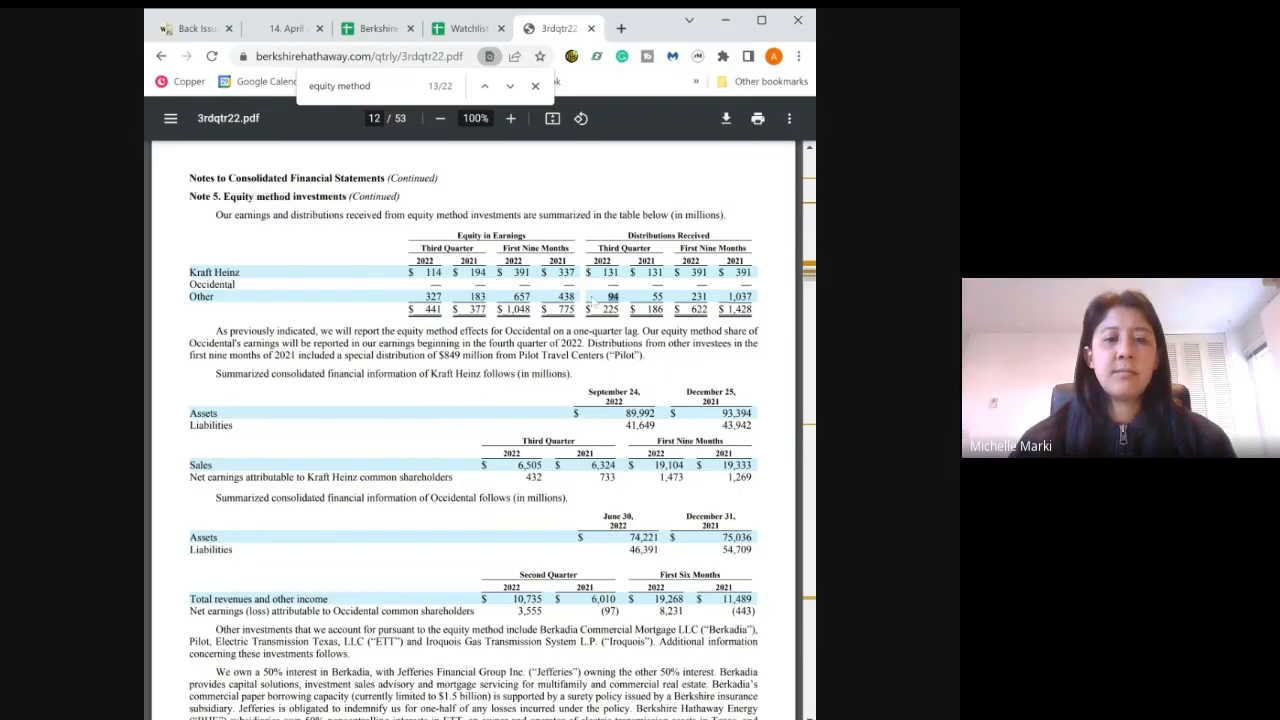 Back Issu
14. April
Berkshire
Watchlist
3rdqtr22
berkshirehathaway.com/qtrly/3rdqtr22.pdf
A
Copper
Google Calend
equity method 13/22
Other bookmarks
3rdqtr22.pdf
12 / 53
100%
Notes to Consolidated Financial Statements (Continued)
Note 5. Equity method investments (Continued)
Our earnings and distributions received from equity method investments are summarized in the table below (in millions).
Equity in Earnings Distributions Received
Third Quarter First Nine Months Third Quarter First Nine Months
2022 2021 2022 2021 2022 2021 2022 2021
Kraft Heinz $ 114 $ 194 $ 391 $ 337 $ 131 $ 131 $ 391 $ 391
Occidental — — — — — — — —
Other 327 183 657 438 94 55 231 1,037
$ 441 $ 377 $ 1,048 $ 775 $ 225 $ 186 $ 622 $ 1,428
As previously indicated, we will report the equity method effects for Occidental on a one-quarter lag. Our equity method share of
Occidental's earnings will be reported in our earnings beginning in the fourth quarter of 2022. Distributions from other investees in the
first nine months of 2021 included a special distribution of $849 million from Pilot Travel Centers (“Pilot”).
Summarized consolidated financial information of Kraft Heinz follows (in millions).
September 24, December 25,
2022 2021
Assets $ 89,992 $ 93,394
Liabilities 41,649 43,942
Third Quarter First Nine Months
2022 2021 2022 2021
Sales $ 6,505 $ 6,324 $ 19,104 $ 19,333
Net earnings attributable to Kraft Heinz common shareholders 432 733 1,473 1,269
Summarized consolidated financial information of Occidental follows (in millions).
June 30, December 31,
2022 2021
Assets $ 74,221 $ 75,036
Liabilities 46,391 54,709
Second Quarter First Six Months
2022 2021 2022 2021
Total revenues and other income $ 10,735 $ 6,010 $ 19,268 $ 11,489
Net earnings (loss) attributable to Occidental common shareholders 3,555 (97) 8,231 (443)
Other investments that we account for pursuant to the equity method include Berkadia Commercial Mortgage LLC (“Berkadia”),
Pilot, Electric Transmission Texas, LLC (“ETT”) and Iroquois Gas Transmission System L.P. (“Iroquois”). Additional information
concerning these investments follows.
We own a 50% interest in Berkadia, with Jefferies Financial Group Inc. (“Jefferies”) owning the other 50% interest. Berkadia
provides capital solutions, investment sales advisory and mortgage servicing for multifamily and commercial real estate. Berkadia's
commercial paper borrowing capacity (currently limited to $1.5 billion) is supported by a surety policy issued by a Berkshire insurance
subsidiary. Jefferies is obligated to indemnify us for one-half of any losses incurred under the policy. Berkshire Hathaway Energy
Michelle Marki